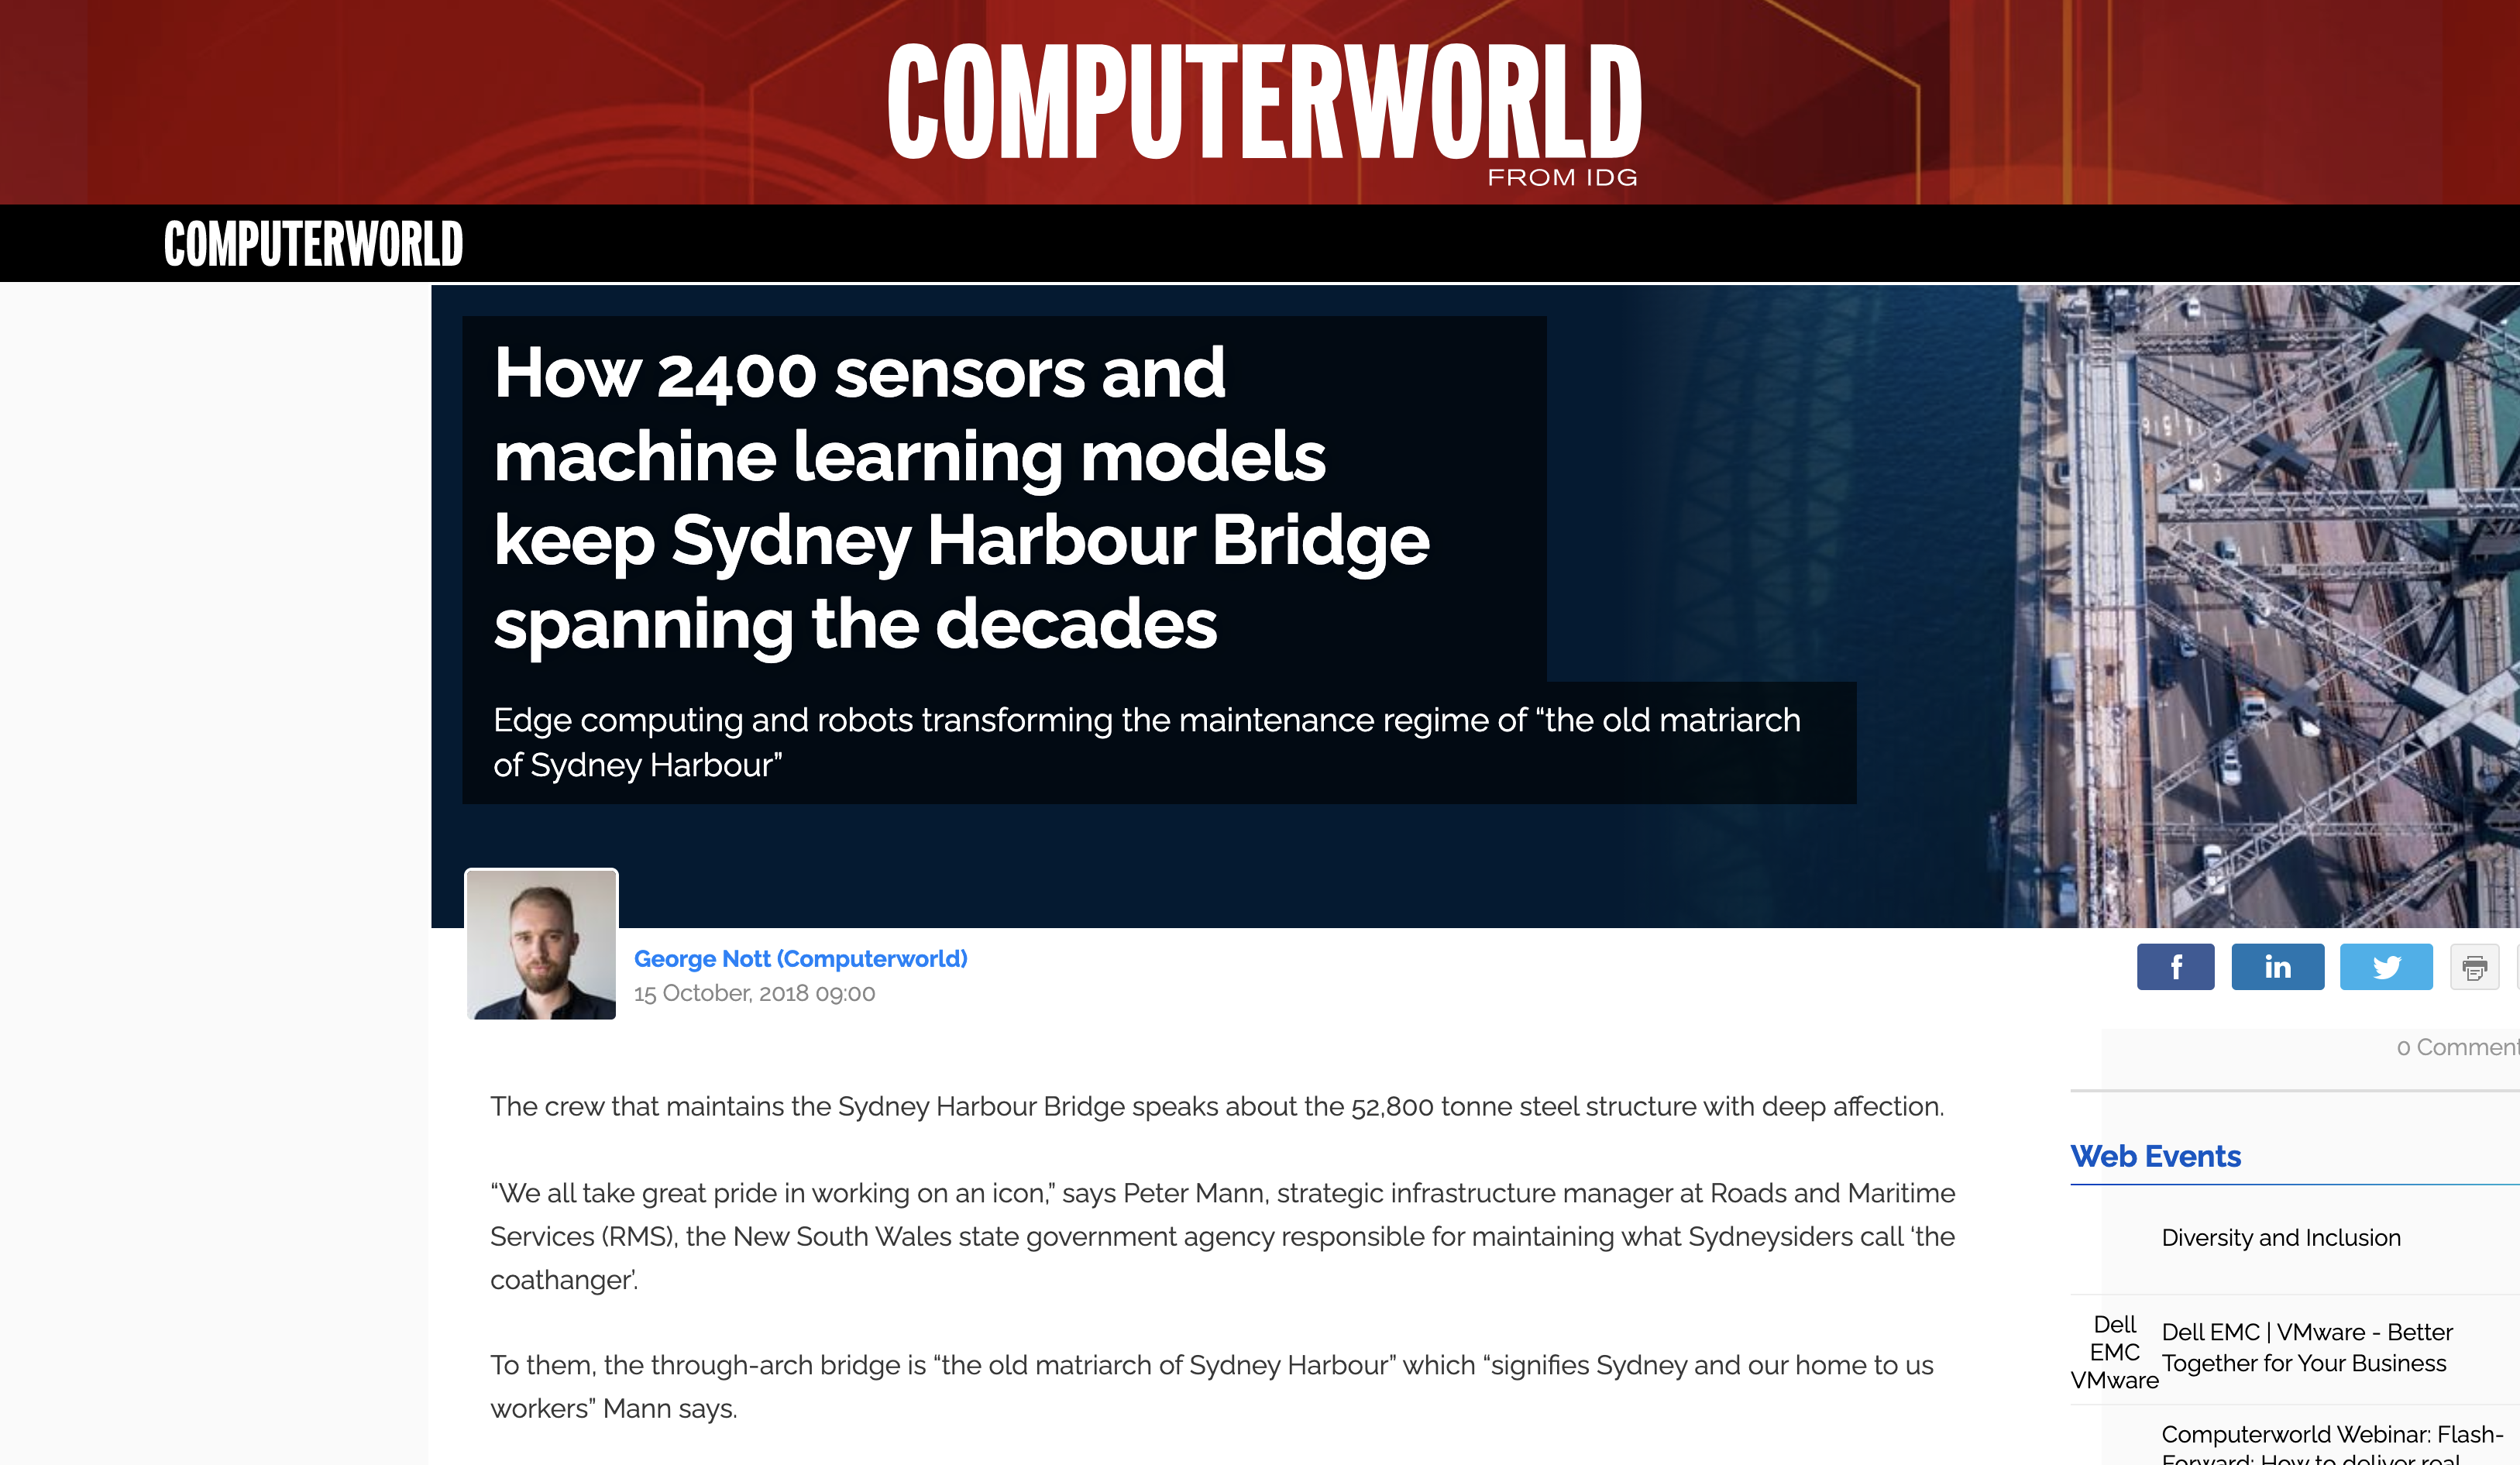 COMPUTERWORLD
FROM IDG
COMPUTERWORLD
How 2400 sensors and
machine learning models
keep Sydney Harbour Bridge
spanning the decades
Edge computing and robots transforming the maintenance regime of “the old matriarch
of Sydney Harbour”
George Nott (Computerworld)
15 October, 2018 09:00
f
in
0 Comment
The crew that maintains the Sydney Harbour Bridge speaks about the 52,800 tonne steel structure with deep affection.
“We all take great pride in working on an icon,” says Peter Mann, strategic infrastructure manager at Roads and Maritime
Services (RMS), the New South Wales state government agency responsible for maintaining what Sydneysiders call ‘the
coathanger’.
To them, the through-arch bridge is “the old matriarch of Sydney Harbour” which “signifies Sydney and our home to us
workers” Mann says.
Web Events
Diversity and Inclusion
Dell
EMC
VMware
Dell EMC | VMware - Better
Together for Your Business
Computerworld Webinar: Flash-
Forward: How to deliver real